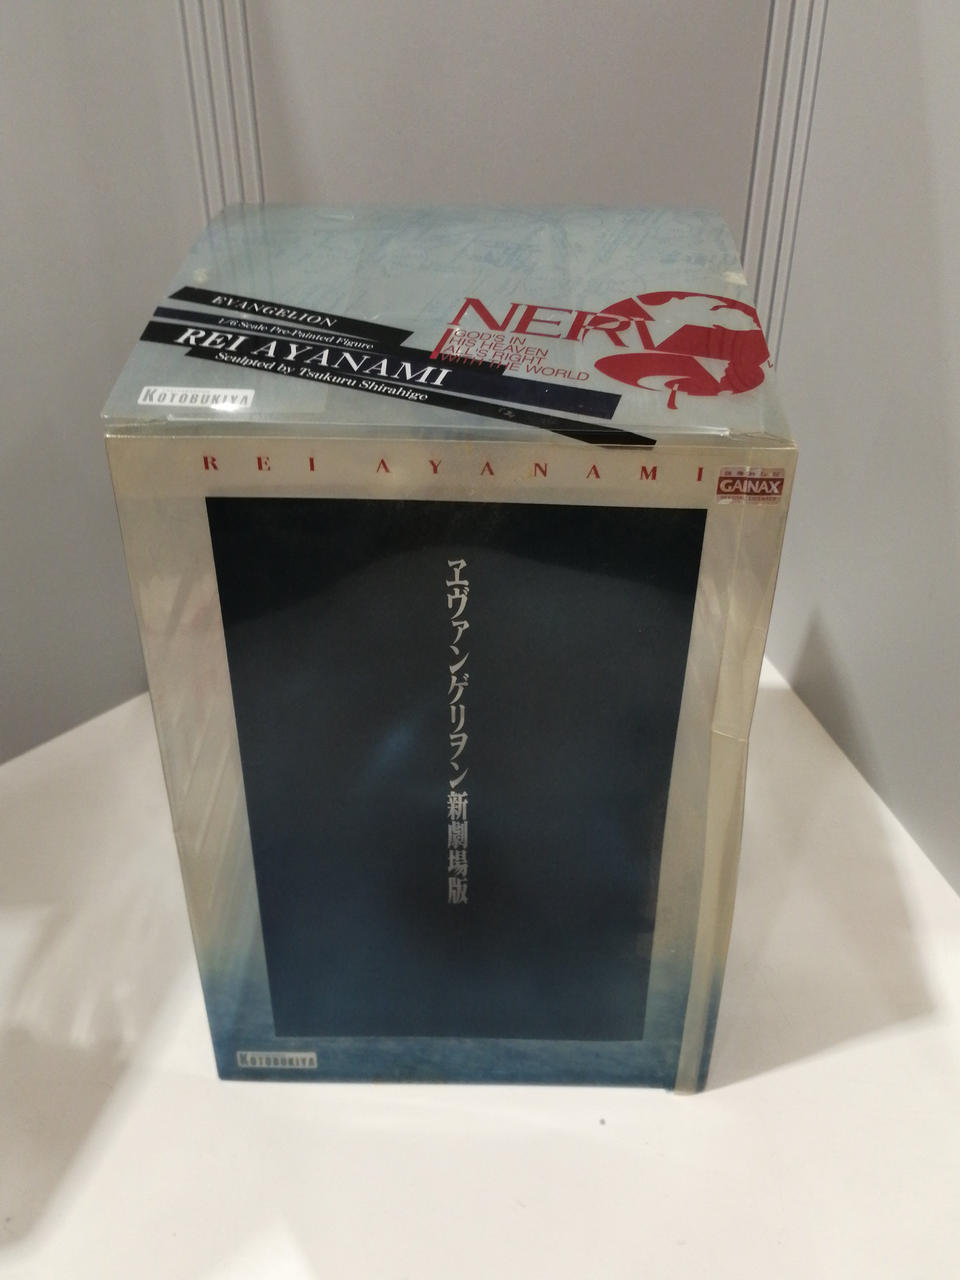 EVANGELION
1/6 Scale Pre-Painted Figure
REI AYANAMI
Sculpted by Tsukuru Shirahige
NERV
GOD'S IN
HIS HEAVEN
ALL'S RIGHT
WITH THE WORLD
KOTOBUKIYA
REI AYANAMI
GAINAX
ヱヴァンゲリヲン新劇場版
KOTOBUKIYA